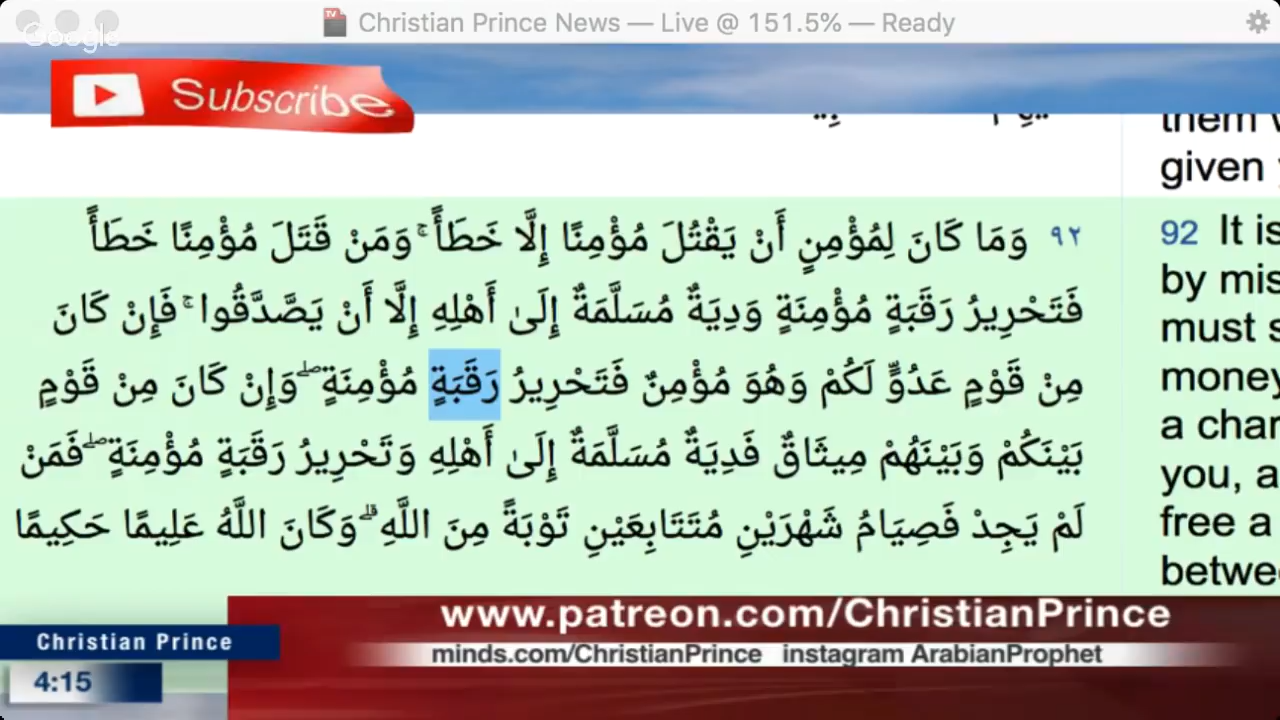 Christian Prince News — Live @ 151.5% — Ready
Google
Subscribe
given
٩٢ وَمَا كَانَ لِمُؤْمِنٍ أَنْ يَقْتُلَ مُؤْمِنًا إِلَّا خَطَأً ۚ وَمَنْ قَتَلَ مُؤْمِنًا خَطَأً
فَتَحْرِيرُ رَقَبَةٍ مُؤْمِنَةٍ وَدِيَةٌ مُسَلَّمَةٌ إِلَىٰ أَهْلِهِ إِلَّا أَنْ يَصَّدَّقُوا ۚ فَإِنْ كَانَ
مِنْ قَوْمٍ عَدُوٍّ لَكُمْ وَهُوَ مُؤْمِنٌ فَتَحْرِيرُ رَقَبَةٍ مُؤْمِنَةٍ ۖ وَإِنْ كَانَ مِنْ قَوْمٍ
بَيْنَكُمْ وَبَيْنَهُمْ مِيثَاقٌ فَدِيَةٌ مُسَلَّمَةٌ إِلَىٰ أَهْلِهِ وَتَحْرِيرُ رَقَبَةٍ مُؤْمِنَةٍ ۖ فَمَنْ
لَمْ يَجِدْ فَصِيَامُ شَهْرَيْنِ مُتَتَابِعَيْنِ تَوْبَةً مِنَ اللَّهِ ۗ وَكَانَ اللَّهُ عَلِيمًا حَكِيمًا
them
92 It is
by mis
must s
money
a char
you, a
free a
betwe
www.patreon.com/ChristianPrince
minds.com/ChristianPrince instagram ArabianProphet
Christian Prince
4:15